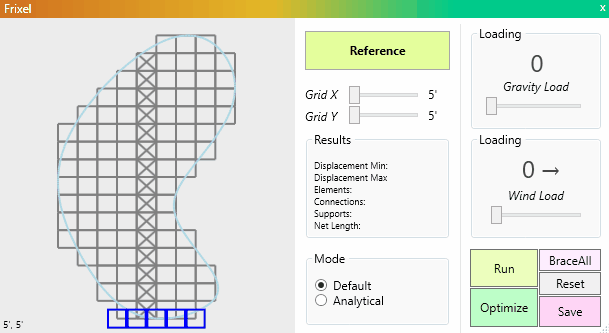 Frixel
x
Reference
Grid X 5'
Grid Y 5'
Results
Displacement Min:
Displacement Max
Elements:
Connections:
Supports:
Net Length:
Mode
Default
Analytical
Loading
0
Gravity Load
Loading
0 →
Wind Load
Run
BraceAll
Reset
Optimize
Save
5', 5'